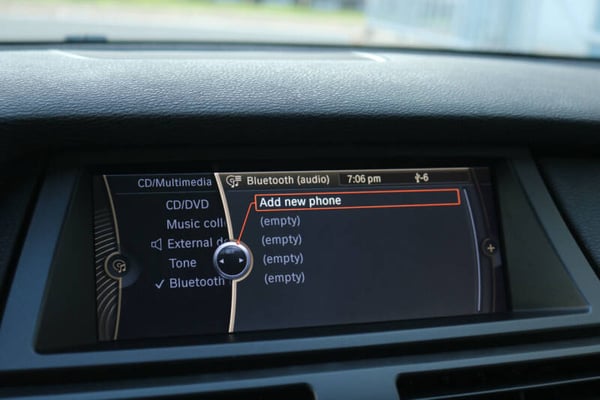 CD/Multimedia
CD/DVD
Music coll
External d
Tone
Bluetooth
Bluetooth (audio)
7:06 pm
6
Add new phone
(empty)
(empty)
(empty)
(empty)